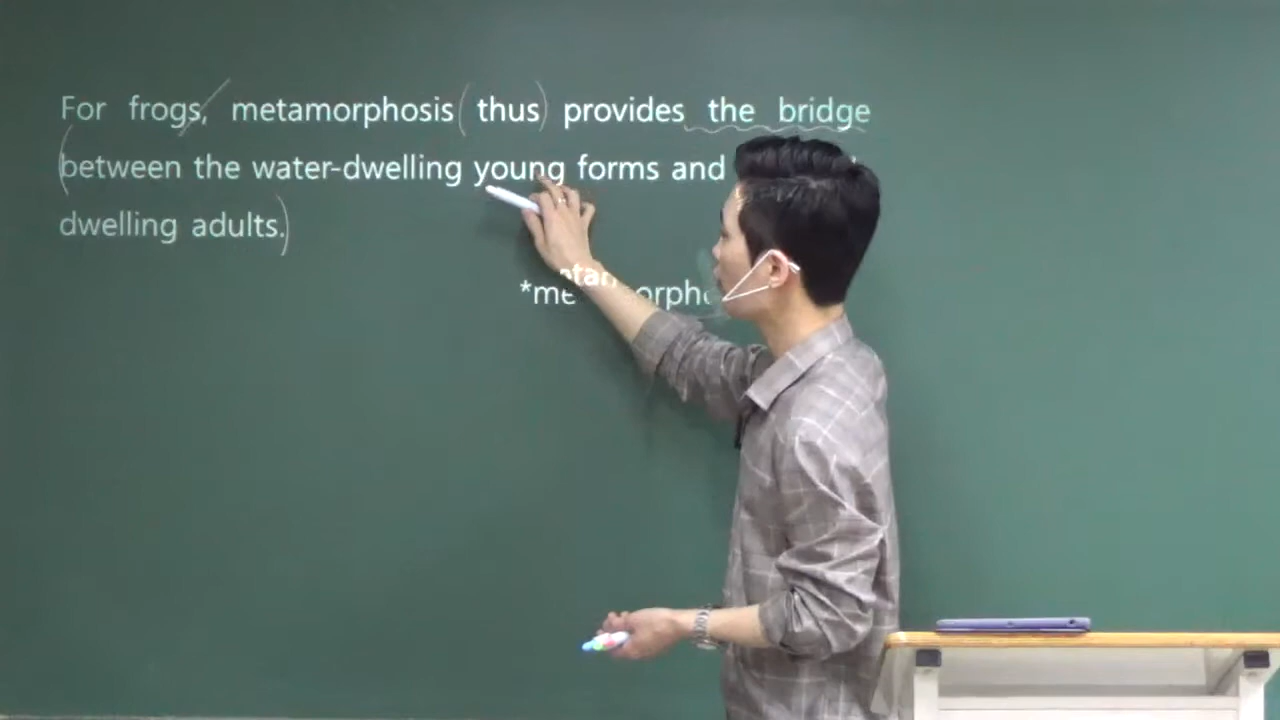 For frogs, metamorphosis (thus) provides the bridge
(between the water-dwelling young forms and
dwelling adults.)